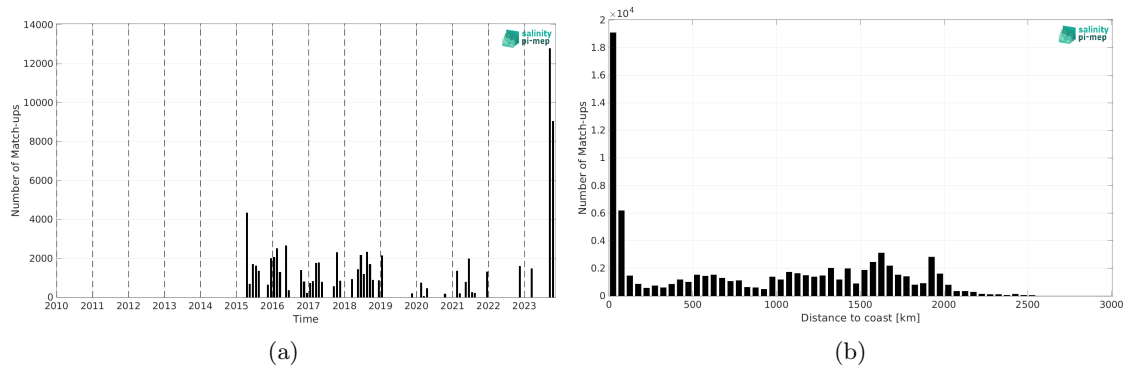 14000
12000
10000
8000
6000
4000
2000
0
Number of Match-ups
2010 2011 2012 2013 2014 2015 2016 2017 2018 2019 2020 2021 2022 2023
Time
salinity
pi-mep
(a)
2 ×10⁴
1.8
1.6
1.4
1.2
1
0.8
0.6
0.4
0.2
0
Number of Match-ups
0 500 1000 1500 2000 2500 3000
Distance to coast [km]
salinity
pi-mep
(b)